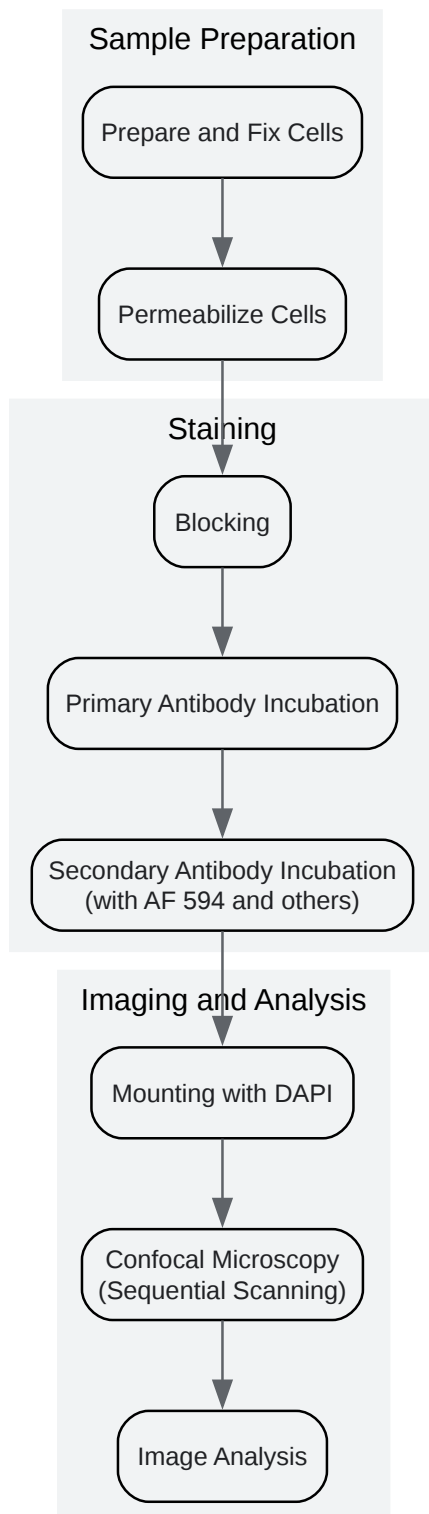 Sample Preparation
Prepare and Fix Cells
Permeabilize Cells
Staining
Blocking
Primary Antibody Incubation
Secondary Antibody Incubation
(with AF 594 and others)
Imaging and Analysis
Mounting with DAPI
Confocal Microscopy
(Sequential Scanning)
Image Analysis